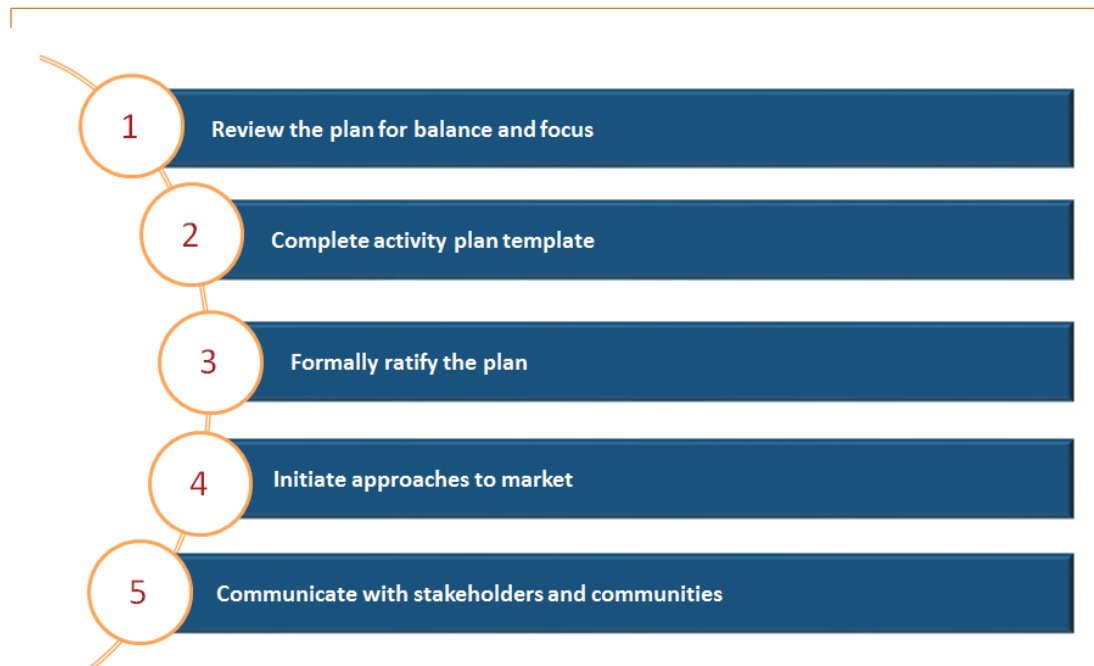 1
Review the plan for balance and focus
2
Complete activity plan template
3
Formally ratify the plan
4
Initiate approaches to market
5
Communicate with stakeholders and communities